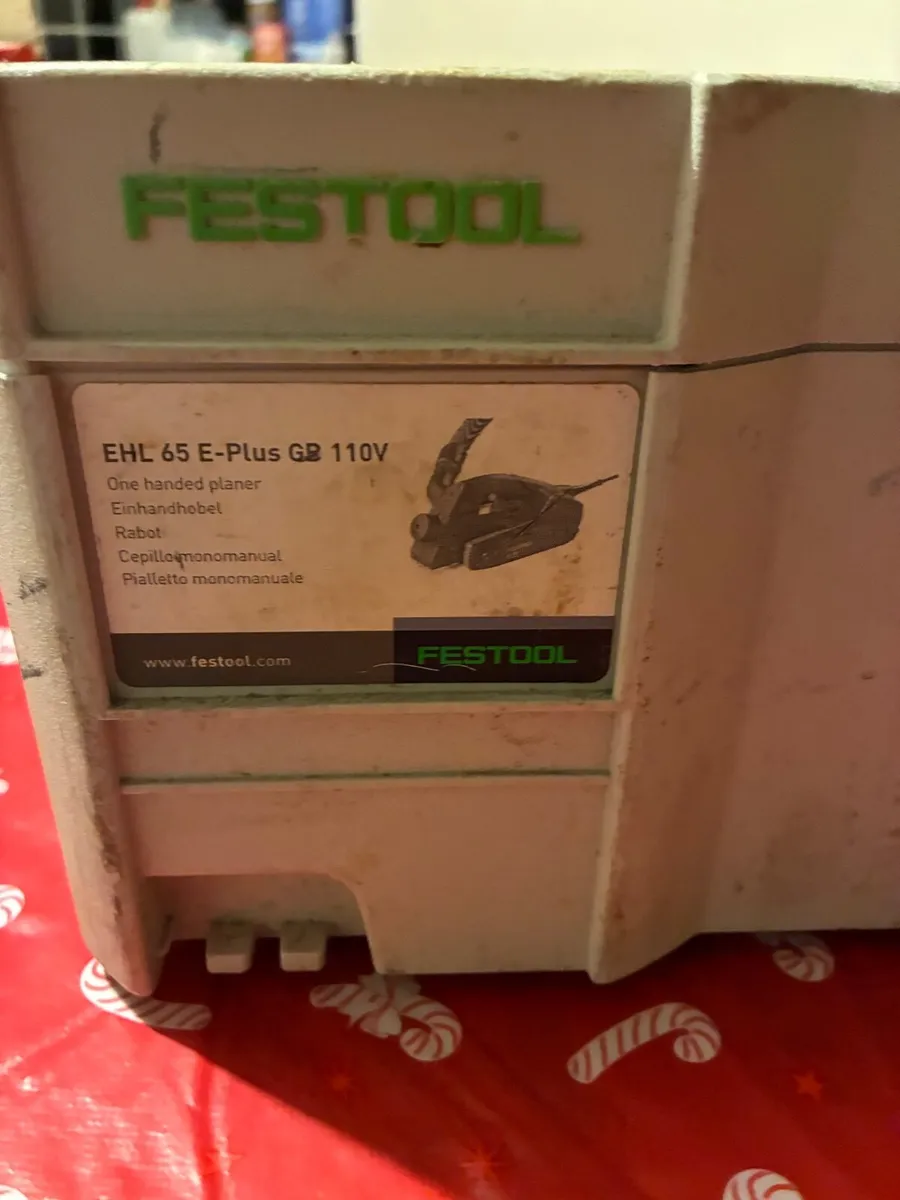 FESTOOL
EHL 65 E-Plus GB 110V
One handed planer
Einhandhobel
Rabot
Cepillo monomanual
Pialletto monomanuale
www.festool.com
FESTOOL